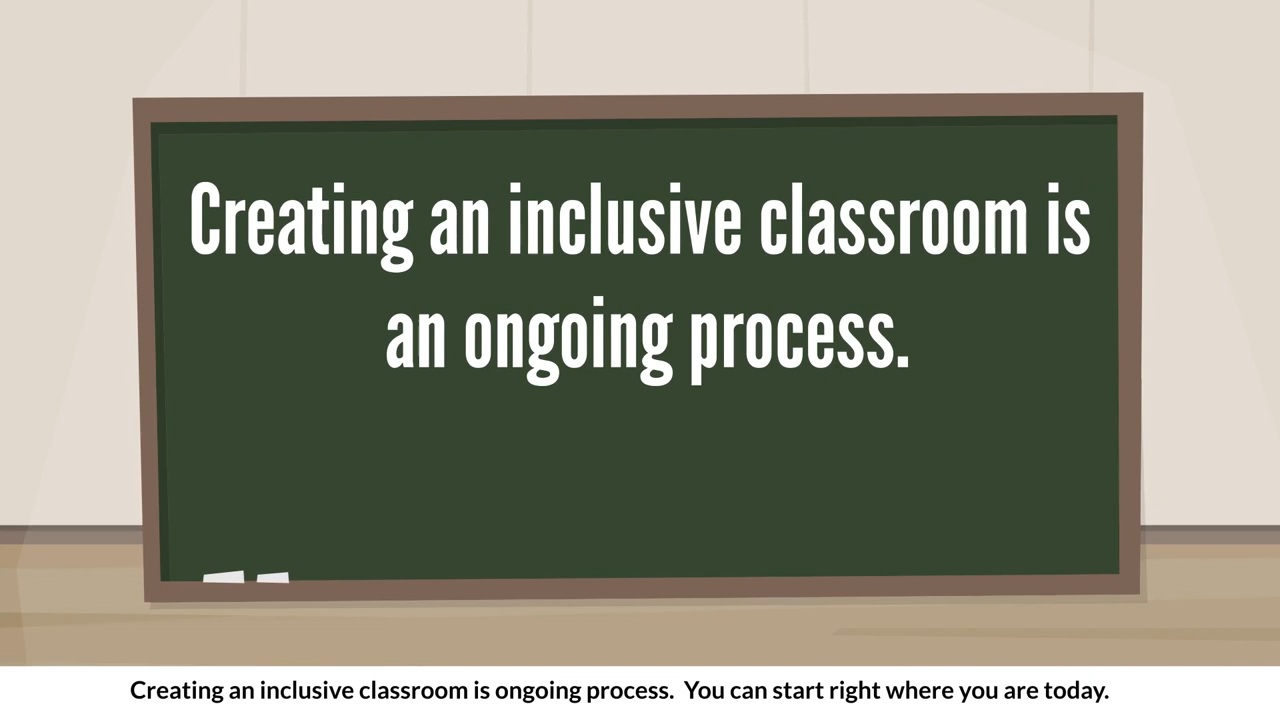 Creating an inclusive classroom is
an ongoing process.
Creating an inclusive classroom is ongoing process.  You can start right where you are today.